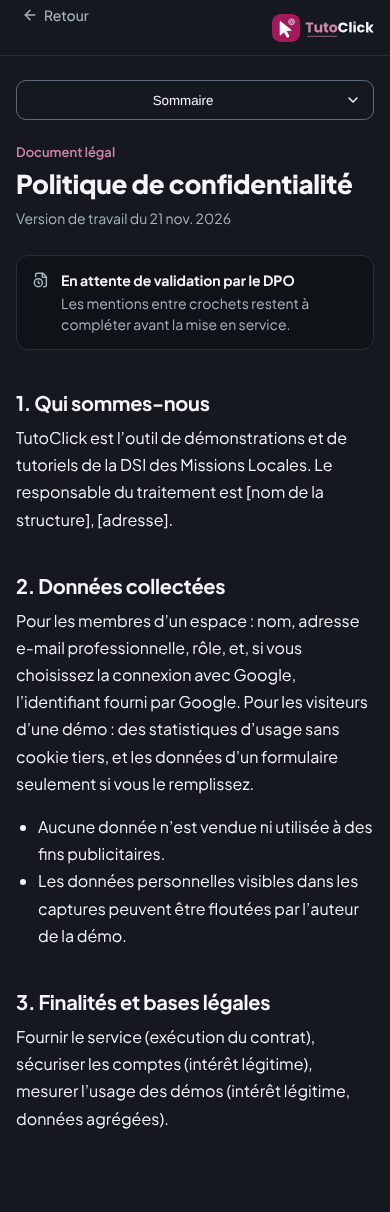 Retour
TutoClick
Sommaire
Document légal
Politique de confidentialité
Version de travail du 21 nov. 2026
En attente de validation par le DPO
Les mentions entre crochets restent à
compléter avant la mise en service.
1. Qui sommes-nous
TutoClick est l’outil de démonstrations et de
tutoriels de la DSI des Missions Locales. Le
responsable du traitement est [nom de la
structure], [adresse].
2. Données collectées
Pour les membres d’un espace : nom, adresse
e-mail professionnelle, rôle, et, si vous
choisissez la connexion avec Google,
l’identifiant fourni par Google. Pour les visiteurs
d’une démo : des statistiques d’usage sans
cookie tiers, et les données d’un formulaire
seulement si vous le remplissez.
• Aucune donnée n’est vendue ni utilisée à des
fins publicitaires.
• Les données personnelles visibles dans les
captures peuvent être floutées par l’auteur
de la démo.
3. Finalités et bases légales
Fournir le service (exécution du contrat),
sécuriser les comptes (intérêt légitime),
mesurer l’usage des démos (intérêt légitime,
données agrégées).